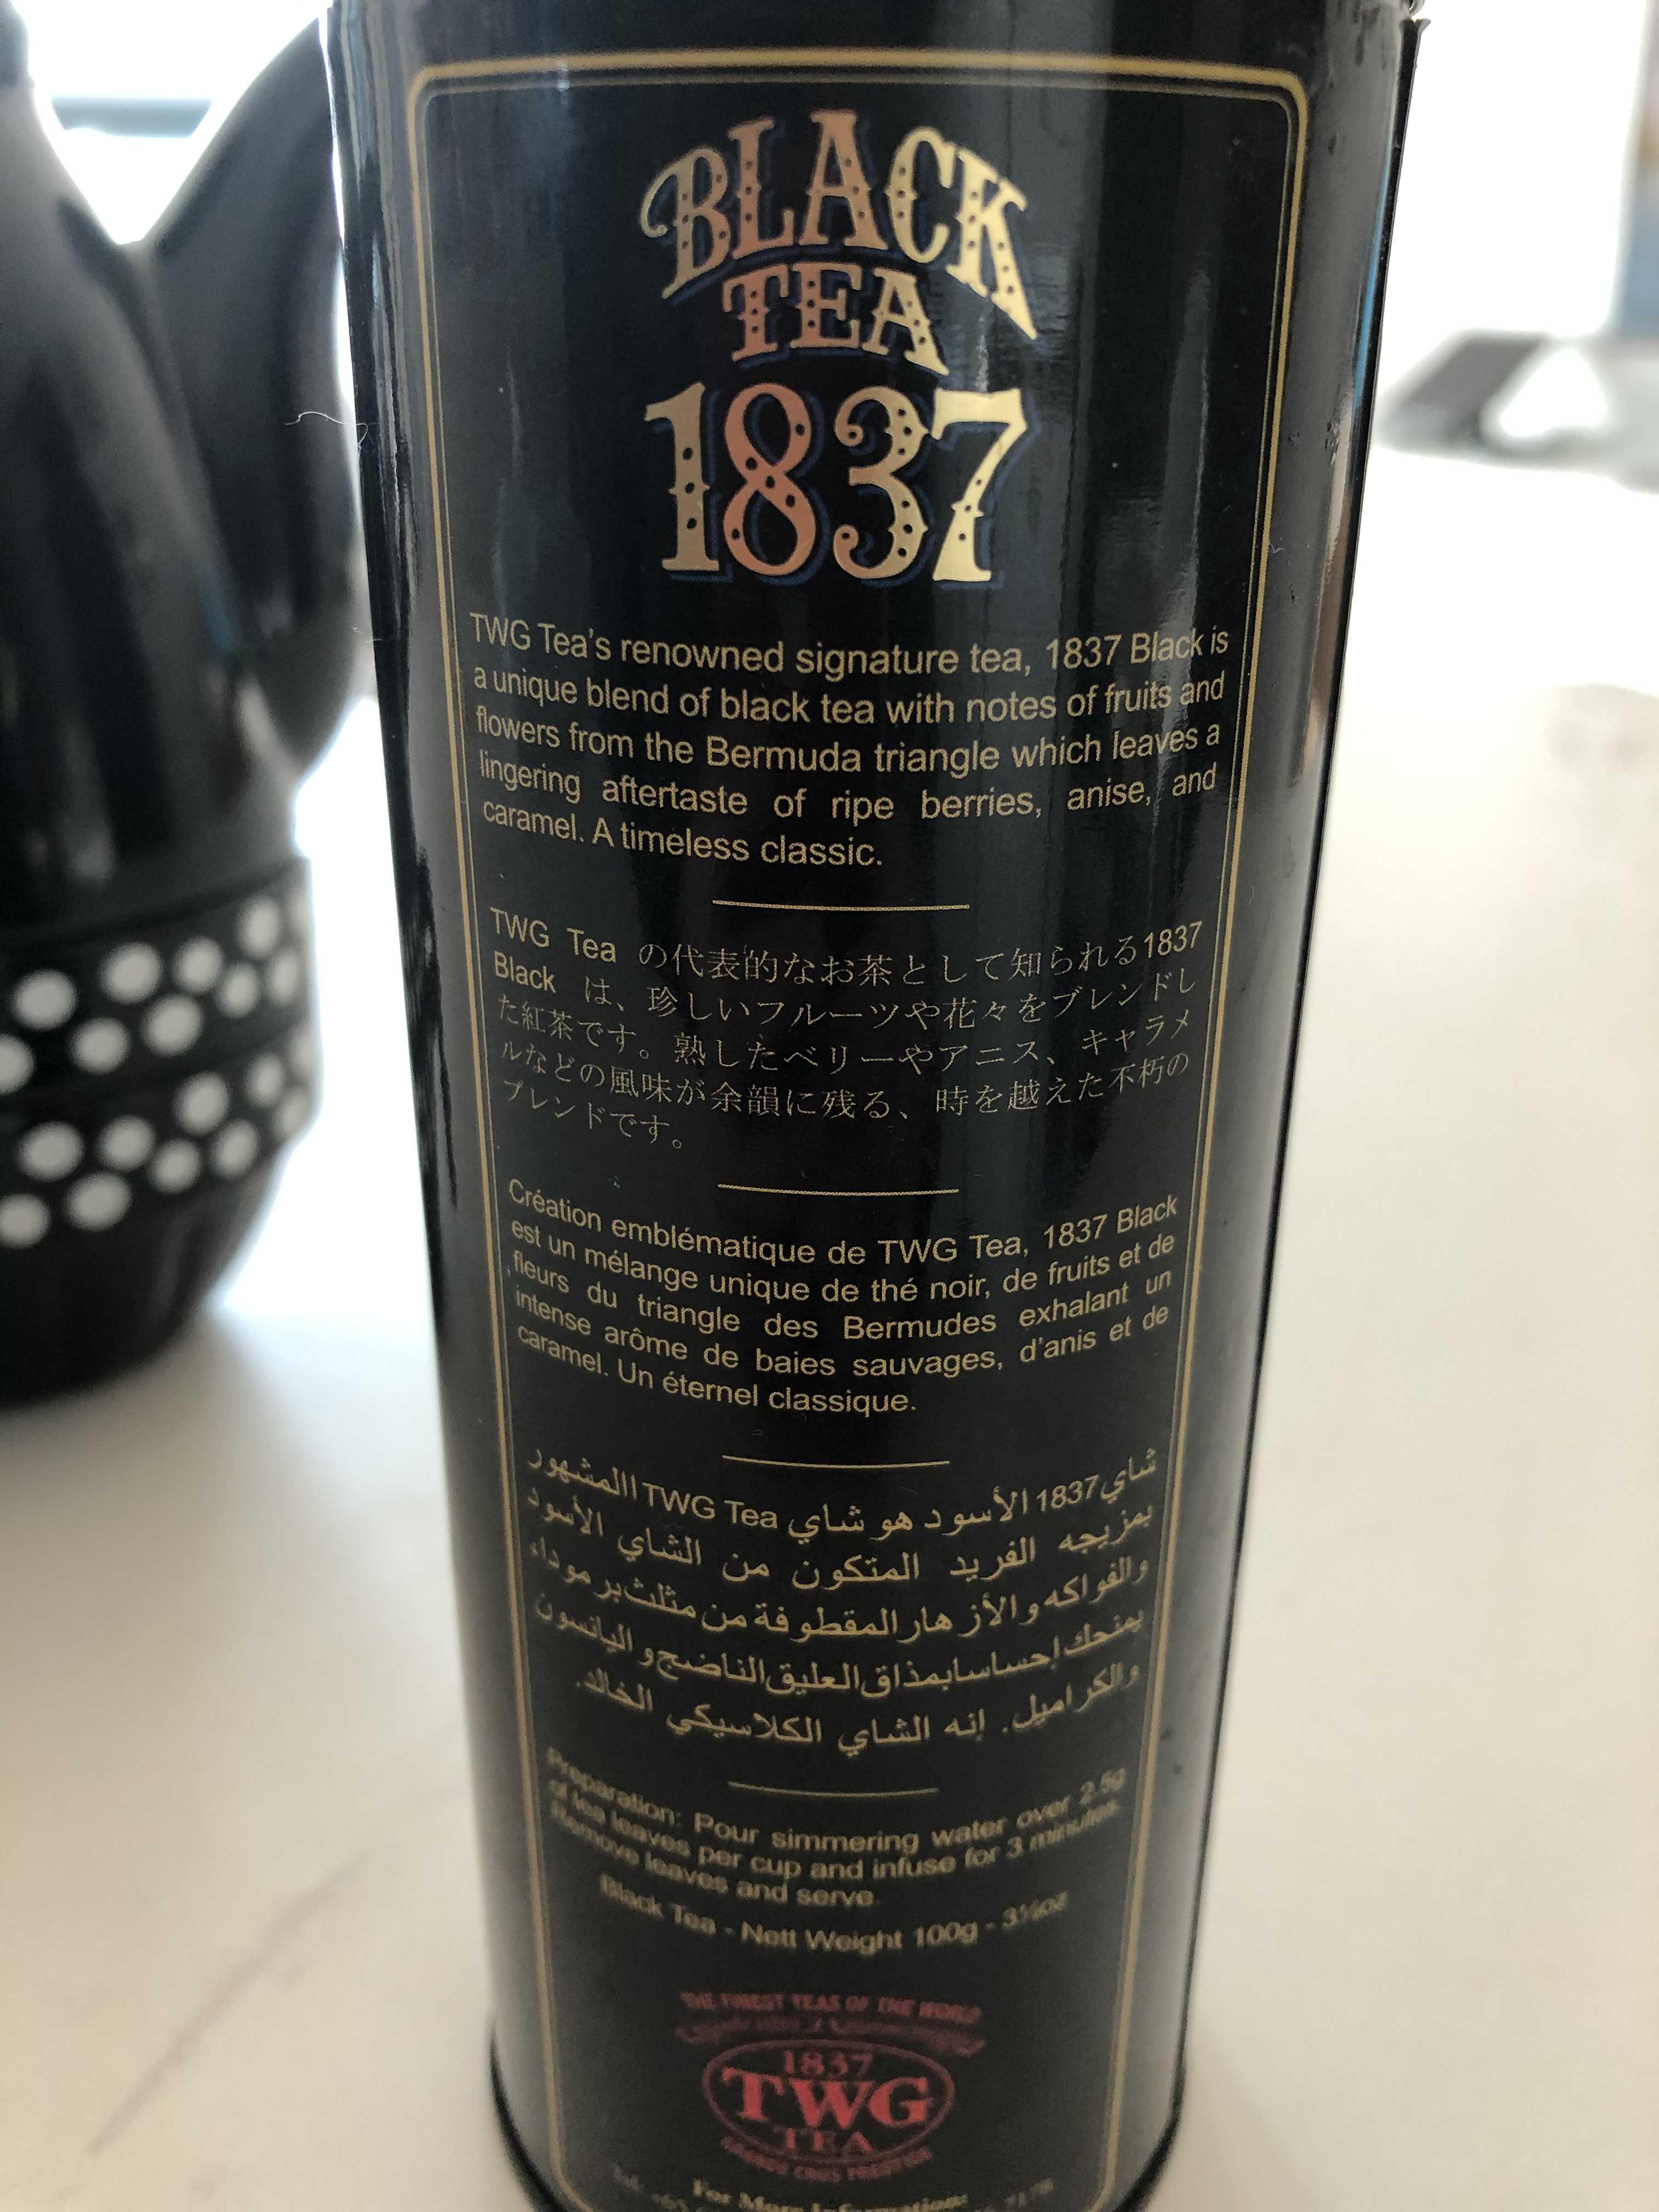 BLACK
TEA
1837
TWG Tea's renowned signature tea, 1837 Black is
a unique blend of black tea with notes of fruits and
flowers from the Bermuda triangle which leaves a
lingering aftertaste of ripe berries, anise, and
caramel. A timeless classic.
TWG Tea の代表的なお茶として知られる1837
Black は、珍しいフルーツや花々をブレンドし
た紅茶です。熟したベリーやアニス、キャラメ
ルなどの風味が余韻に残る、時を越えた不朽の
ブレンドです。
Création emblématique de TWG Tea, 1837 Black
est un mélange unique de thé noir, de fruits et de
fleurs du triangle des Bermudes exhalant un
intense arôme de baies sauvages, d'anis et de
caramel. Un éternel classique.
شاي 1837 الأسود هو شاي TWG Tea االمشهور
بمزيجه الفريد المتكون من الشاي الأسود
والفواكه والأزهار المقطوفة من مثلث برموداء
يمنحك إحساسا بمذاق العليق الناضج و اليانسون
والكراميل. إنه الشاي الكلاسيكي الخالد.
Preparation: Pour simmering water over 2.5g
of tea leaves per cup and infuse for 3 minutes.
Remove leaves and serve.
Black Tea - Nett Weight 100g - 3½oz
THE FINEST TEAS OF THE WORLD
1837
TWG
TEA
GRANDS CRUS PRESTIGE
For More Information: